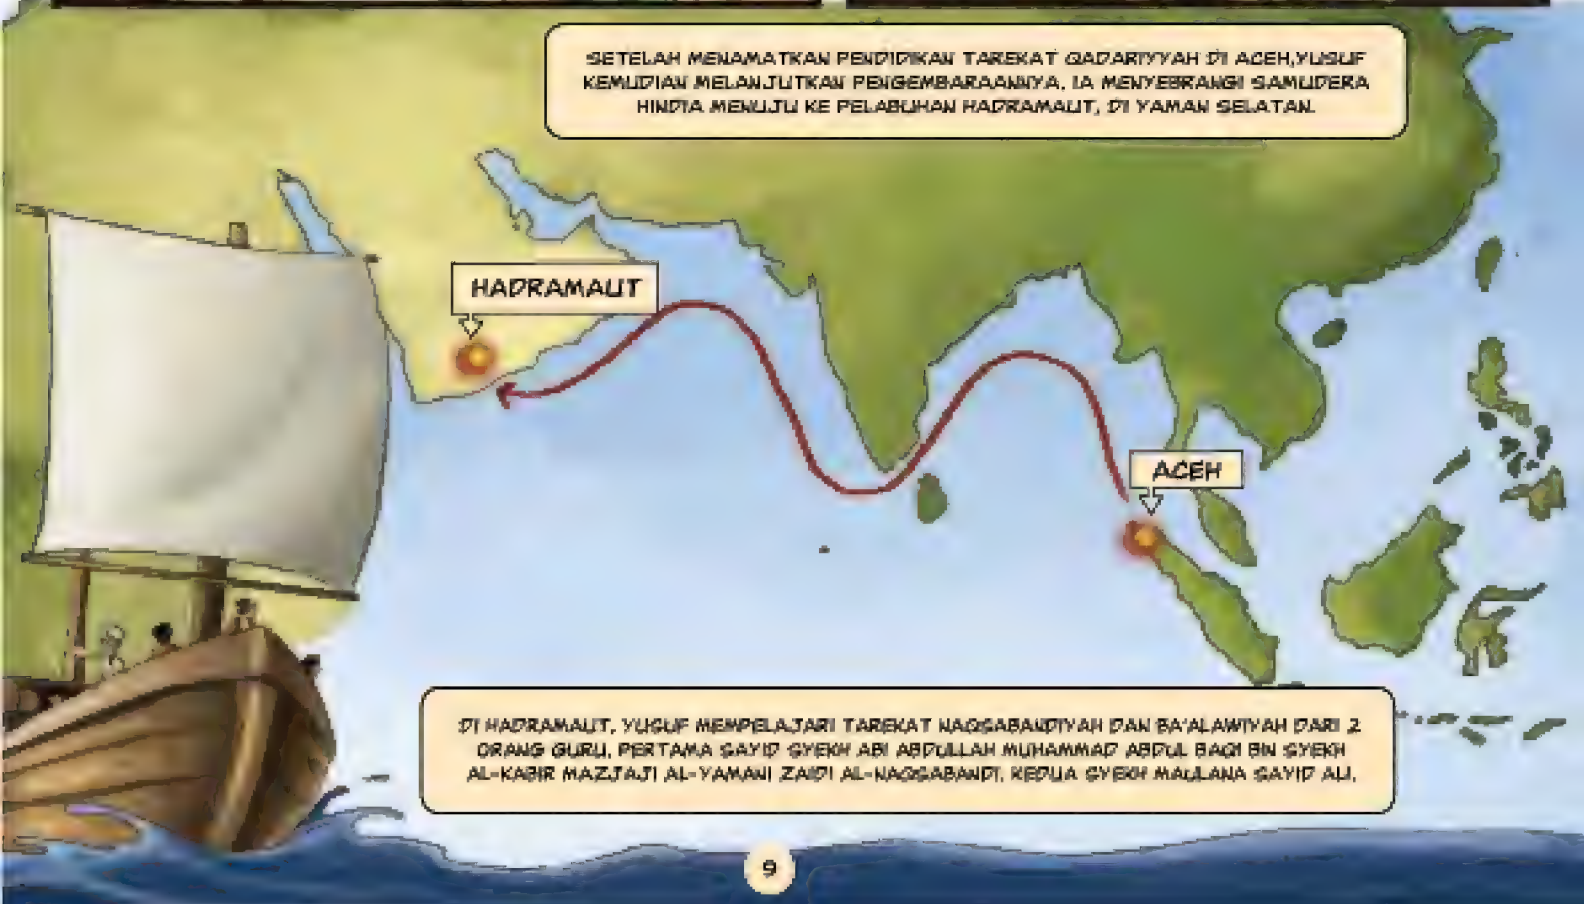 SETELAH MENAMATKAN PENDIDIKAN TAREKAT QADARIYYAH DI ACEH,YUSUF
KEMUDIAN MELANJUTKAN PENGEMBARAANNYA. IA MENYEBRANGI SAMUDERA
HINDIA MENUJU KE PELABUHAN HADRAMAUT, DI YAMAN SELATAN.
HADRAMAUT
ACEH
DI HADRAMAUT, YUSUF MEMPELAJARI TAREKAT NAQSABANDIYAH DAN BA'ALAWIYAH DARI 2
ORANG GURU. PERTAMA SAYID SYEKH ABI ABDULLAH MUHAMMAD ABDUL BAQI BIN SYEKH
AL-KABIR MAZJAJI AL-YAMANI ZAIDI AL-NAQSABANDI. KEDUA SYEKH MAULANA SAYID ALI.
9